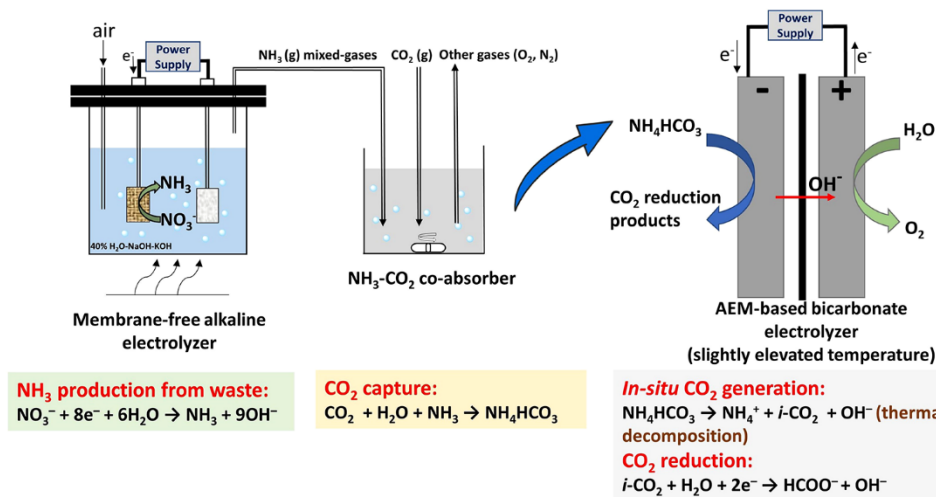 air
e⁻
Power
Supply
NH₃ (g) mixed-gases
CO₂ (g)
Other gases (O₂, N₂)
NH₃
NO₃⁻
40% H₂O-NaOH-KOH
Membrane-free alkaline
electrolyzer
NH₃-CO₂ co-absorber
Power
Supply
e⁻
e⁻
-
+
NH₄HCO₃
H₂O
OH⁻
CO₂ reduction
products
O₂
AEM-based bicarbonate
electrolyzer
(slightly elevated temperature)
NH₃ production from waste:
NO₃⁻ + 8e⁻ + 6H₂O → NH₃ + 9OH⁻
CO₂ capture:
CO₂ + H₂O + NH₃ → NH₄HCO₃
In-situ CO₂ generation:
NH₄HCO₃ → NH₄⁺ + i-CO₂ + OH⁻ (therma
decomposition)
CO₂ reduction:
i-CO₂ + H₂O + 2e⁻ → HCOO⁻ + OH⁻